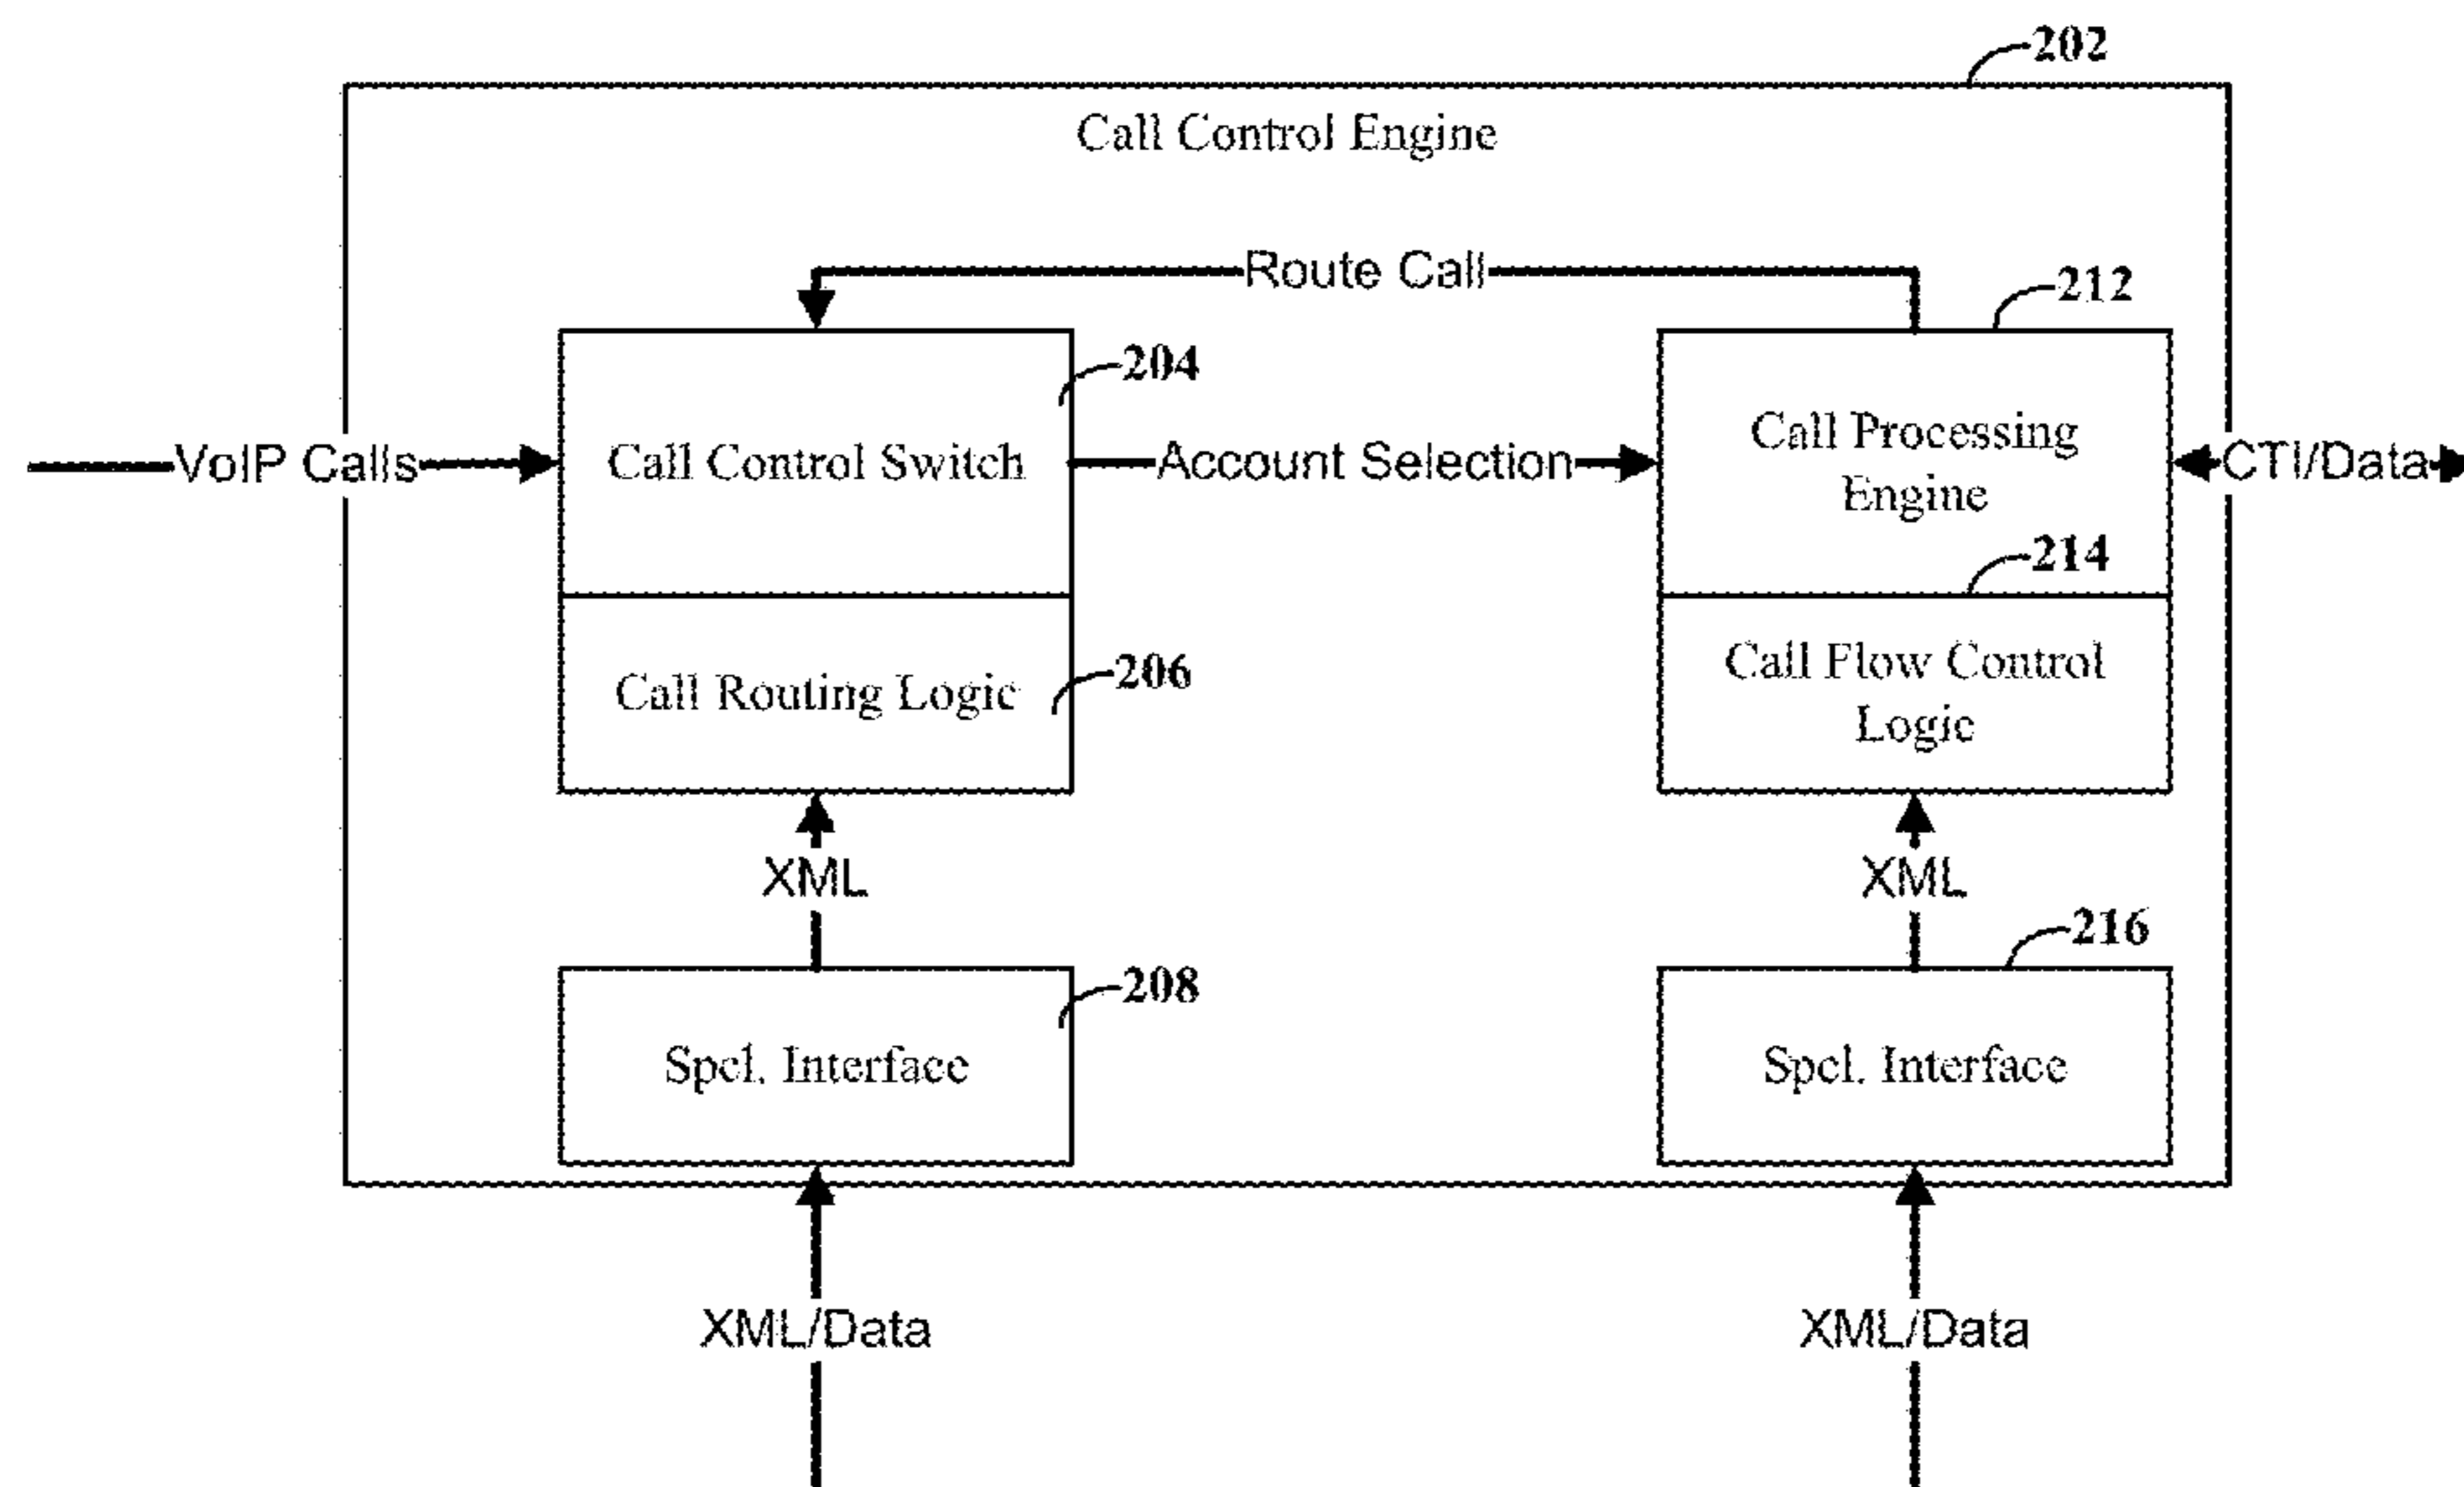 202
Call Control Engine
Route Call
212
204
VoIP Calls
Call Control Switch
Account Selection
Call Processing
Engine
CTI/Data
214
Call Routing Logic
206
Call Flow Control
Logic
XML
XML
216
208
Spcl. Interface
Spcl. Interface
XML/Data
XML/Data